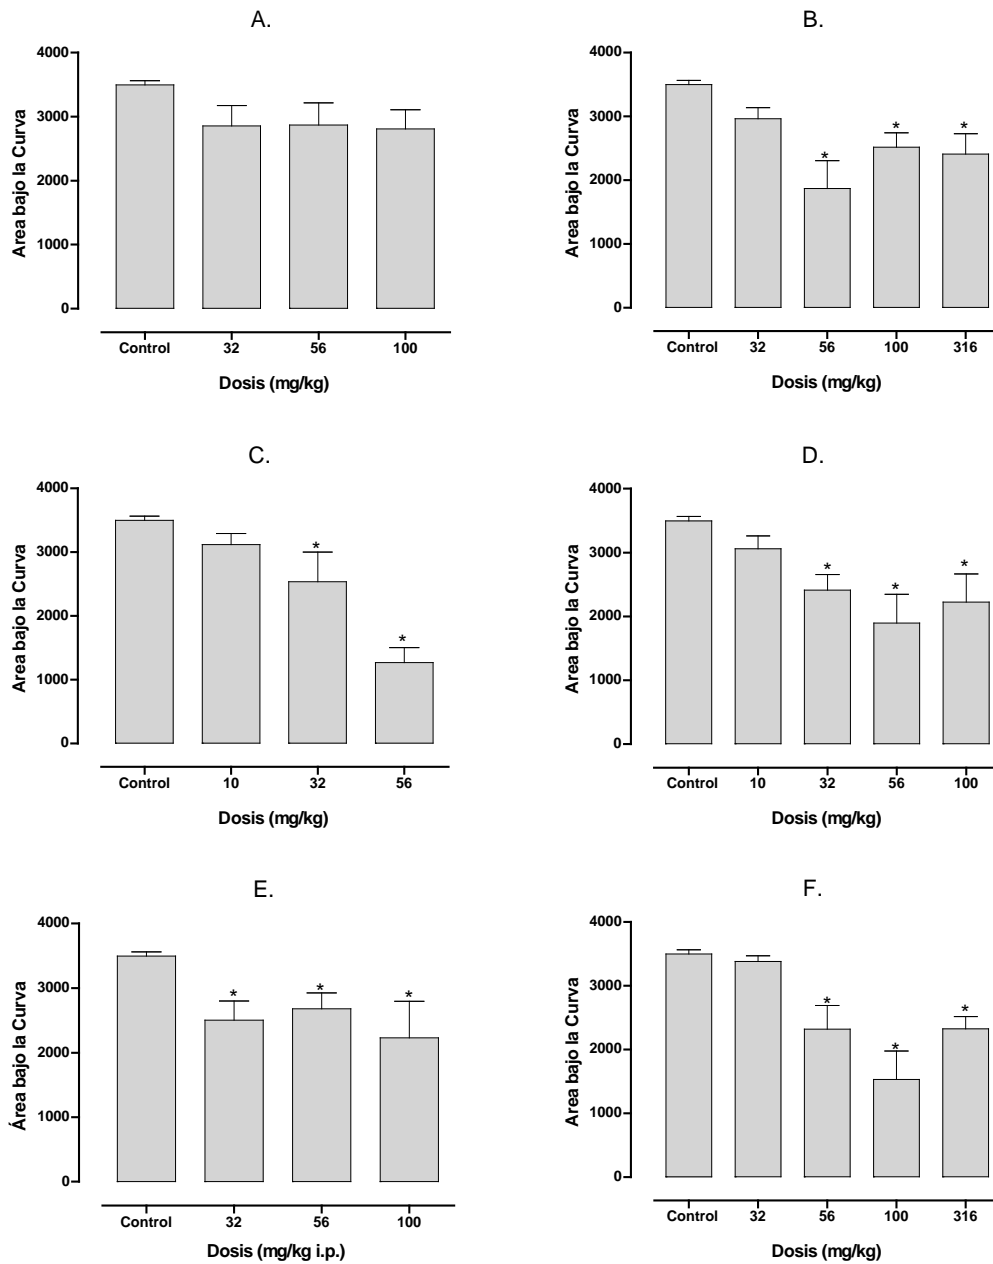 A.
Area bajo la Curva
4000
3000
2000
1000
0
Control 32 56 100
Dosis (mg/kg)
B.
Area bajo la Curva
4000
3000
2000
1000
0
* * *
Control 32 56 100 316
Dosis (mg/kg)
C.
Area bajo la Curva
4000
3000
2000
1000
0
* *
Control 10 32 56
Dosis (mg/kg)
D.
Area bajo la Curva
4000
3000
2000
1000
0
* * *
Control 10 32 56 100
Dosis (mg/kg)
E.
Área bajo la Curva
4000
3000
2000
1000
0
* * *
Control 32 56 100
Dosis (mg/kg i.p.)
F.
Area bajo la Curva
4000
3000
2000
1000
0
* * *
Control 32 56 100 316
Dosis (mg/kg)